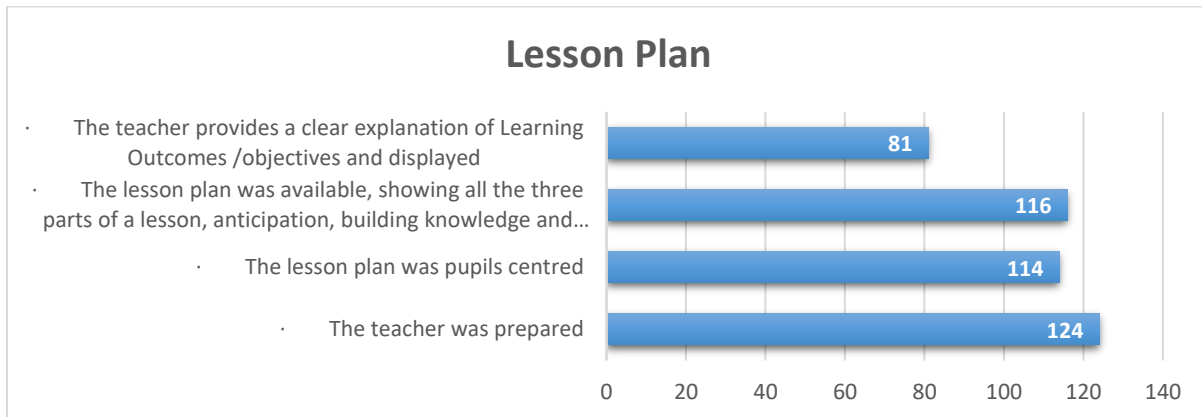 Lesson Plan
· The teacher provides a clear explanation of Learning
Outcomes /objectives and displayed
81
· The lesson plan was available, showing all the three
parts of a lesson, anticipation, building knowledge and…
116
· The lesson plan was pupils centred
114
· The teacher was prepared
124
0 20 40 60 80 100 120 140